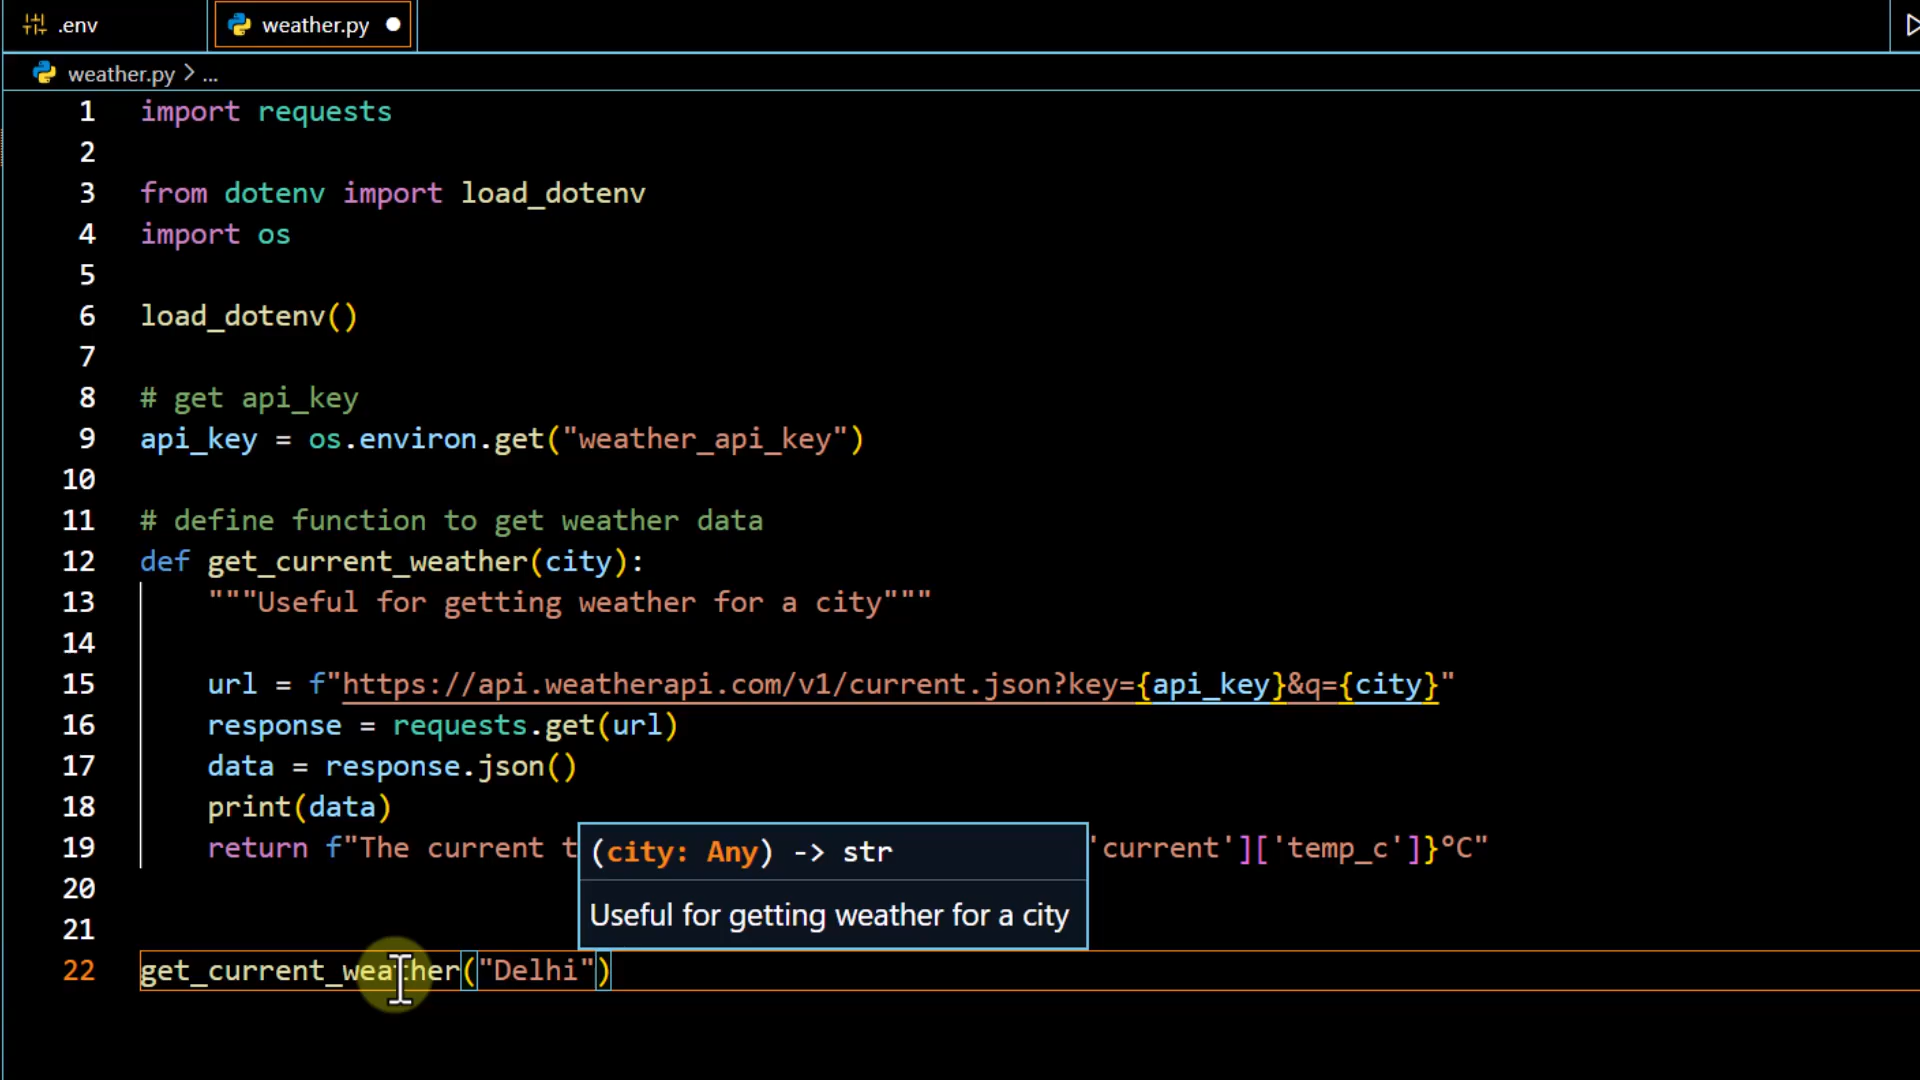 .env
weather.py
weather.py > ...
1 import requests
2
3 from dotenv import load_dotenv
4 import os
5
6 load_dotenv()
7
8 # get api_key
9 api_key = os.environ.get("weather_api_key")
10
11 # define function to get weather data
12 def get_current_weather(city):
13 """Useful for getting weather for a city"""
14
15 url = f"https://api.weatherapi.com/v1/current.json?key={api_key}&q={city}"
16 response = requests.get(url)
17 data = response.json()
18 print(data)
19 return f"The current t 'current']['temp_c']}°C"
(city: Any) -> str
20
Useful for getting weather for a city
21
22 get_current_weather("Delhi")